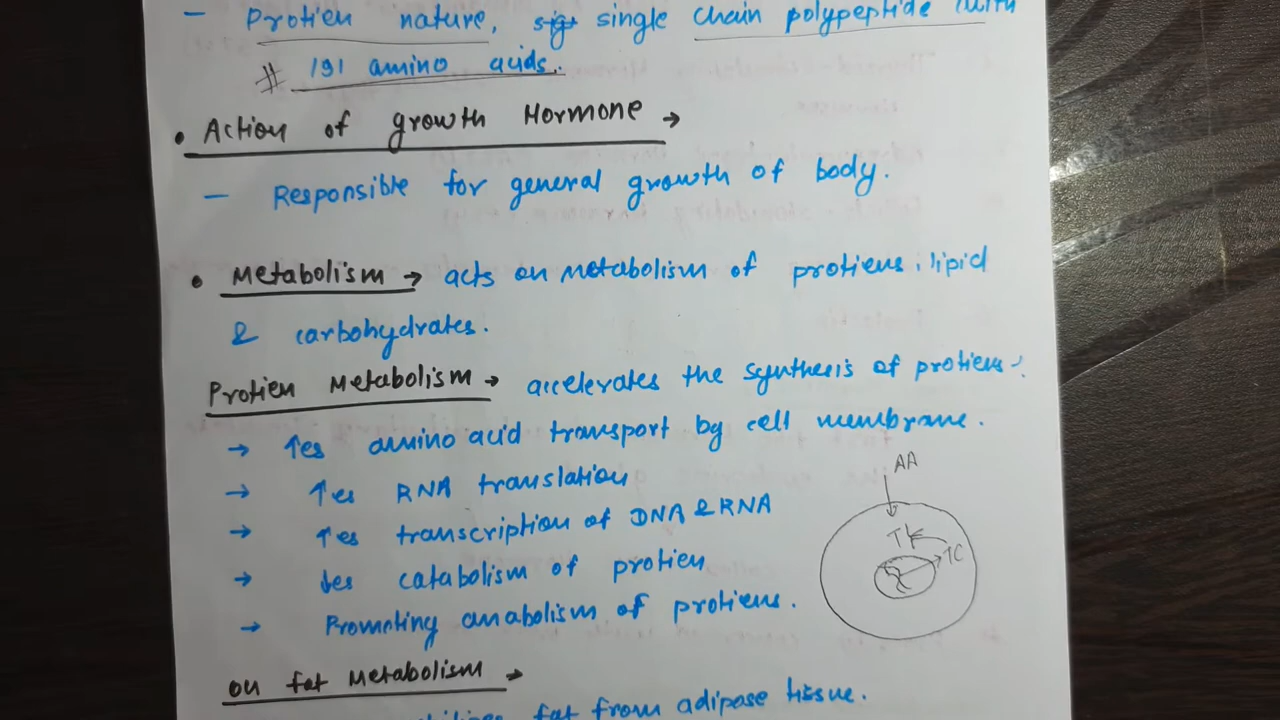 - Protien nature, single chain polypeptide with
# 191 amino acids.
• Action of growth Hormone →
- Responsible for general growth of body.
• Metabolism → acts on metabolism of protiens, lipid
& carbohydrates.
Protien Metabolism → accelerates the synthesis of protiens.
→ ↑es amino acid transport by cell membrane.
→ ↑es RNA translation
→ ↑es transcription of DNA & RNA
→ ↓es catabolism of protien
→ Promoting anabolism of protiens.
AA
TL
TC
on fat Metabolism →
fat from adipose tissue.